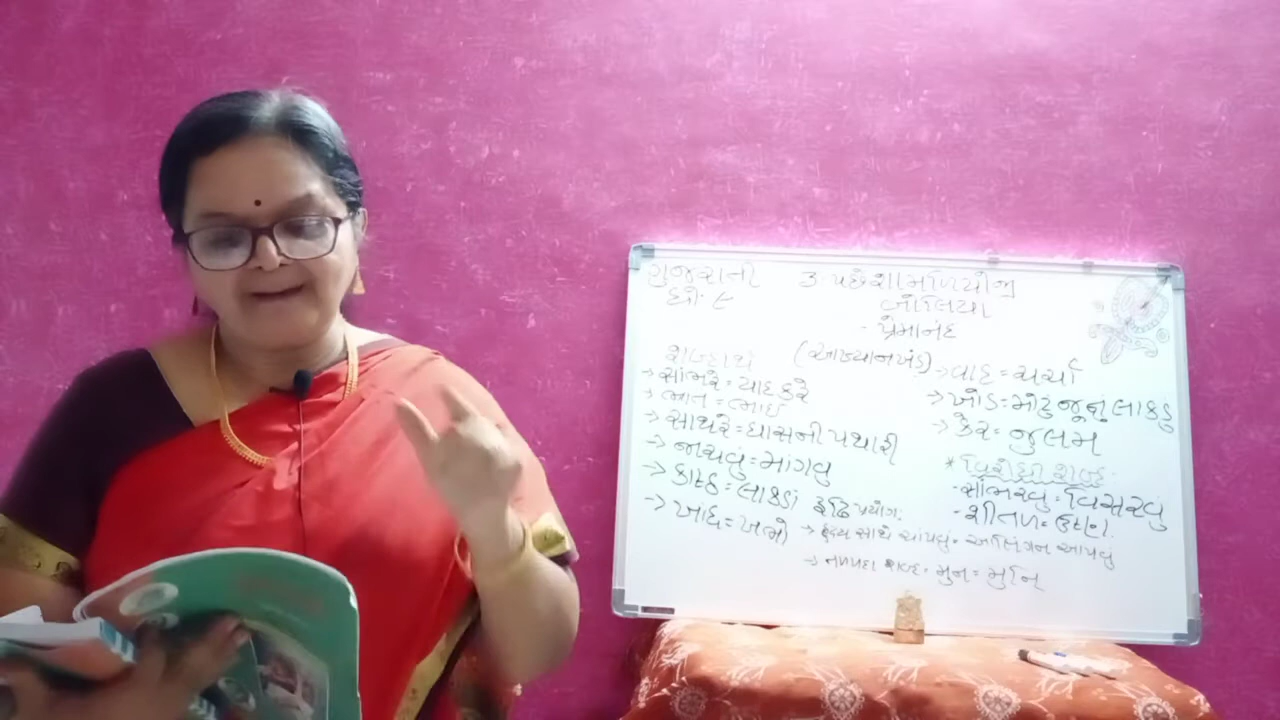 ગુજરાતી
ધો. ૯
૩. પછે શામળિયોજી
બોલિયા
- પ્રેમાનંદ
(આખ્યાનખંડ)
શબ્દાર્થ
→ સાંભરે = યાદ કરે
→ ભ્રાત = ભાઈ
→ સાથરે = ઘાસની પથારી
→ જાચવું = માંગવુ
→ કાષ્ઠ = લાકડાં
→ ખાંધ = ખભો
→ વાદ = ચર્ચા
→ ખોડ = મોટુ જૂનુ લાકડું
→ કેર = જુલમ
* વિરોધી શબ્દ
- સાંભરવુ = વિસરવુ
- શીતળ = ઉષ્ણ
રૂઢિ પ્રયોગ:
→ હૃદય સાથે ચાંપવું = આલિંગન આપવું
→ તળપદા શબ્દ = મુન = મુનિ